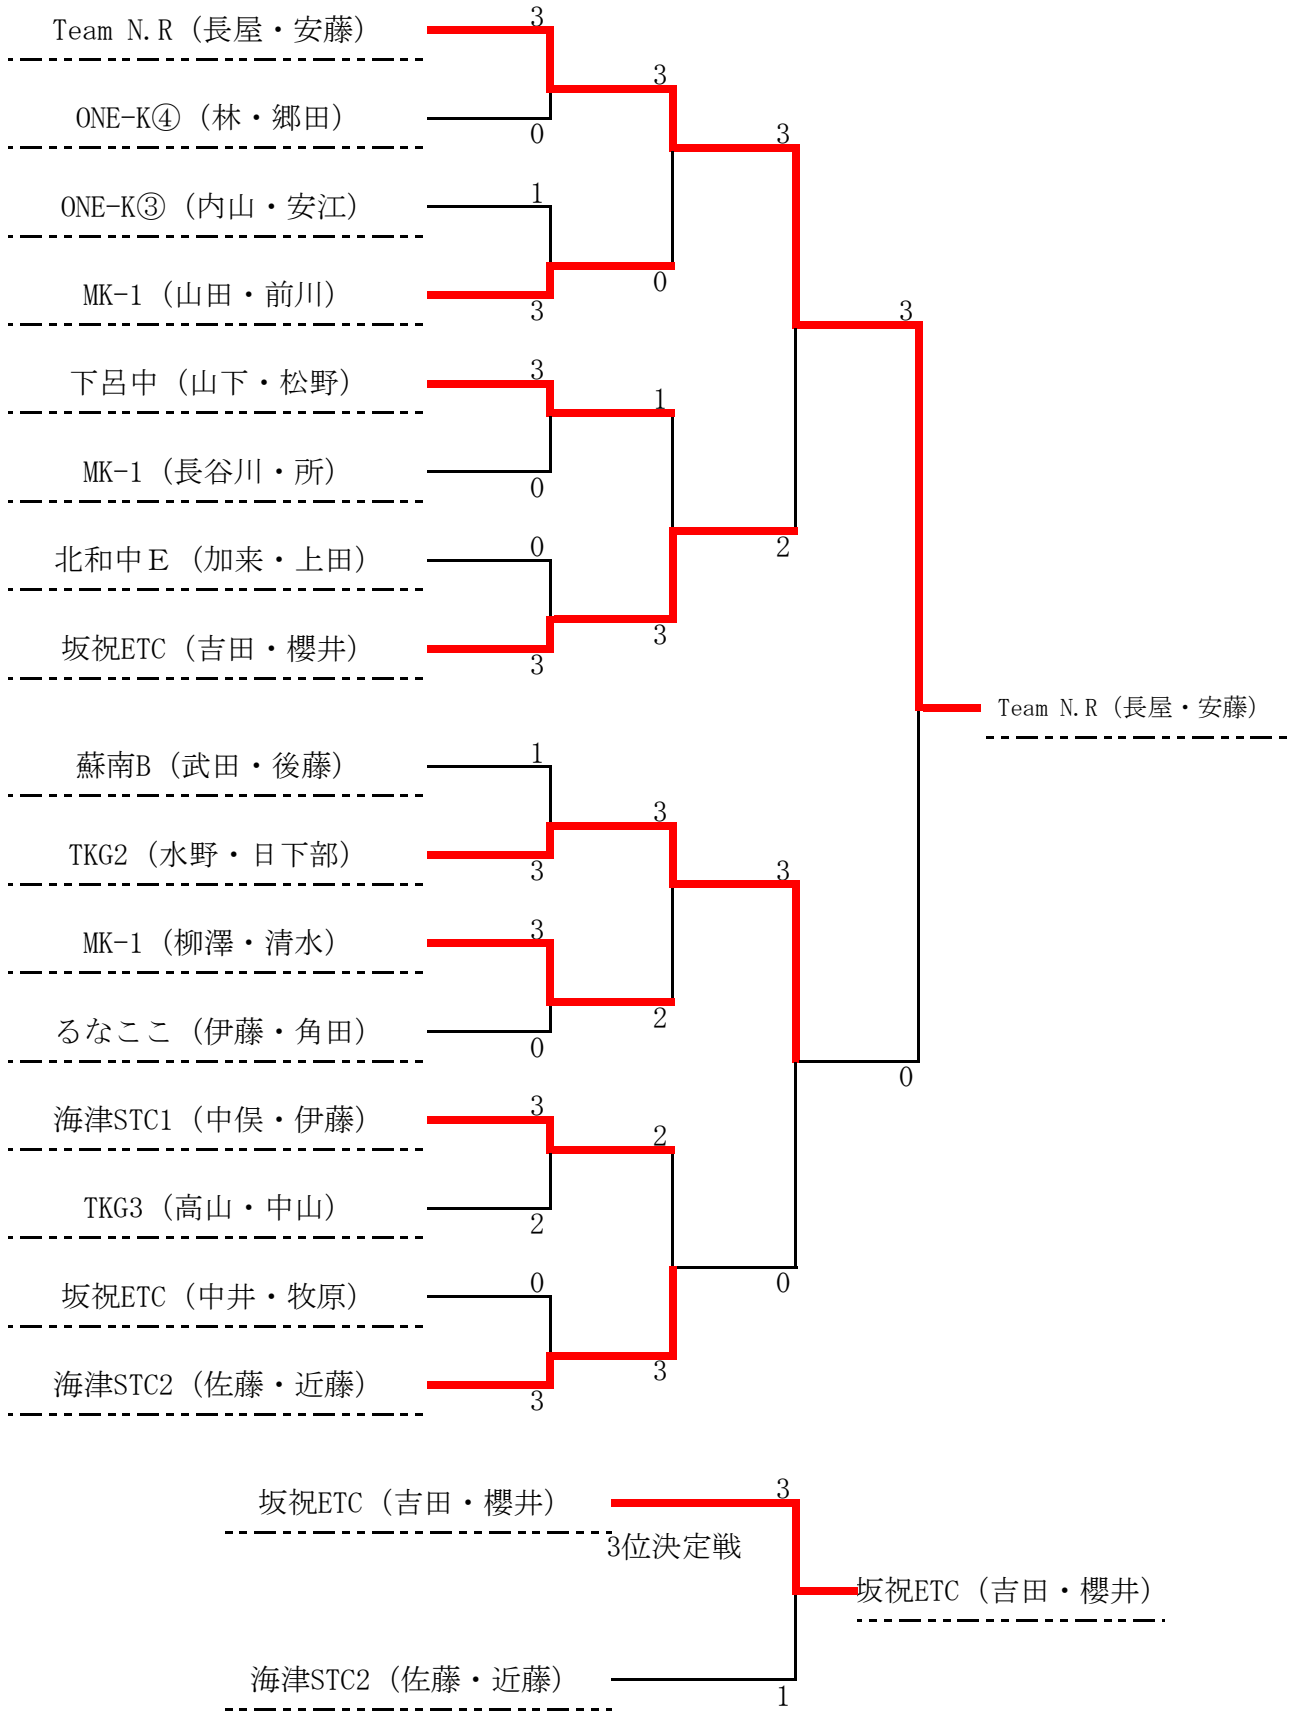 Team N.R（長屋・安藤）
3
3
ONE-K④（林・郷田）
0
3
ONE-K③（内山・安江）
1
MK-1（山田・前川）
3
0
3
下呂中（山下・松野）
3
1
MK-1（長谷川・所）
0
北和中Ｅ（加来・上田）
0
2
坂祝ETC（吉田・櫻井）
3
3
Team N.R（長屋・安藤）
蘇南B（武田・後藤）
1
3
TKG2（水野・日下部）
3
3
MK-1（柳澤・清水）
3
2
るなここ（伊藤・角田）
0
0
海津STC1（中俣・伊藤）
3
2
TKG3（高山・中山）
2
坂祝ETC（中井・牧原）
0
0
海津STC2（佐藤・近藤）
3
3
坂祝ETC（吉田・櫻井）
3
3位決定戦
坂祝ETC（吉田・櫻井）
海津STC2（佐藤・近藤）
1